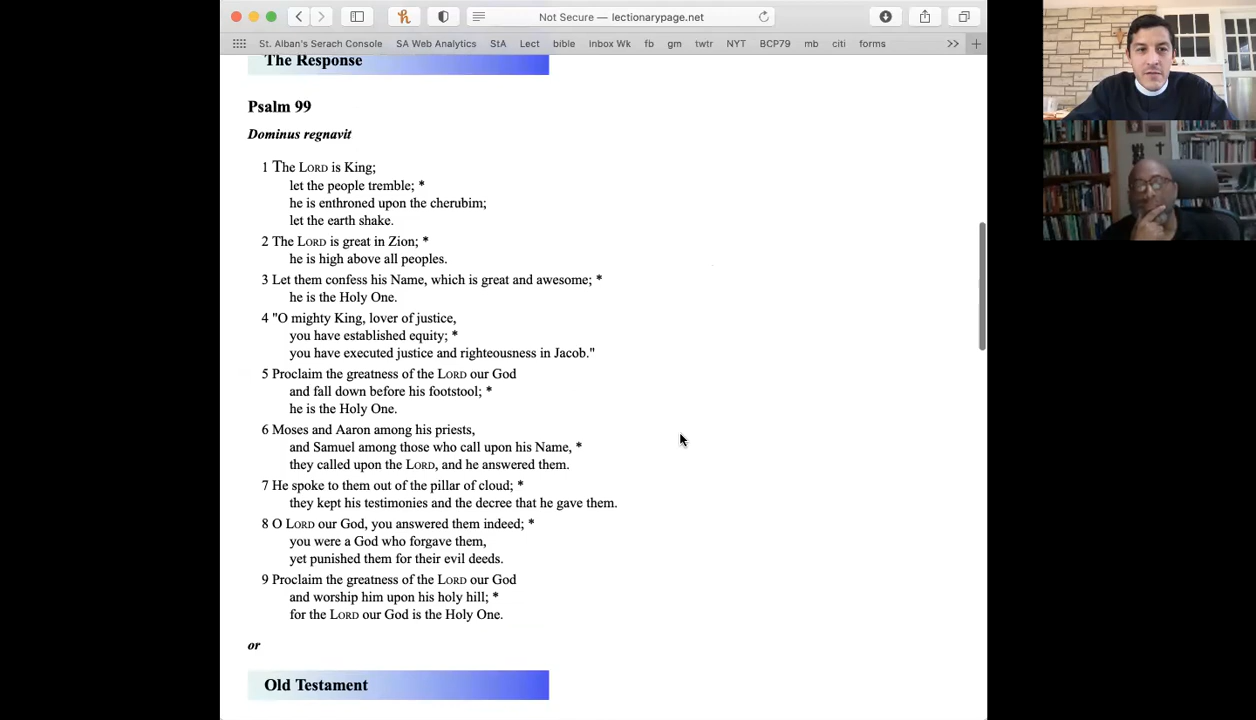 Not Secure — lectionarypage.net
St. Alban's Serach Console SA Web Analytics StA Lect bible Inbox Wk fb gm twtr NYT BCP79 mb citi forms
The Response
Psalm 99
Dominus regnavit
1 The LORD is King;
let the people tremble; *
he is enthroned upon the cherubim;
let the earth shake.
2 The LORD is great in Zion; *
he is high above all peoples.
3 Let them confess his Name, which is great and awesome; *
he is the Holy One.
4 "O mighty King, lover of justice,
you have established equity; *
you have executed justice and righteousness in Jacob."
5 Proclaim the greatness of the LORD our God
and fall down before his footstool; *
he is the Holy One.
6 Moses and Aaron among his priests,
and Samuel among those who call upon his Name, *
they called upon the LORD, and he answered them.
7 He spoke to them out of the pillar of cloud; *
they kept his testimonies and the decree that he gave them.
8 O LORD our God, you answered them indeed; *
you were a God who forgave them,
yet punished them for their evil deeds.
9 Proclaim the greatness of the LORD our God
and worship him upon his holy hill; *
for the LORD our God is the Holy One.
or
Old Testament